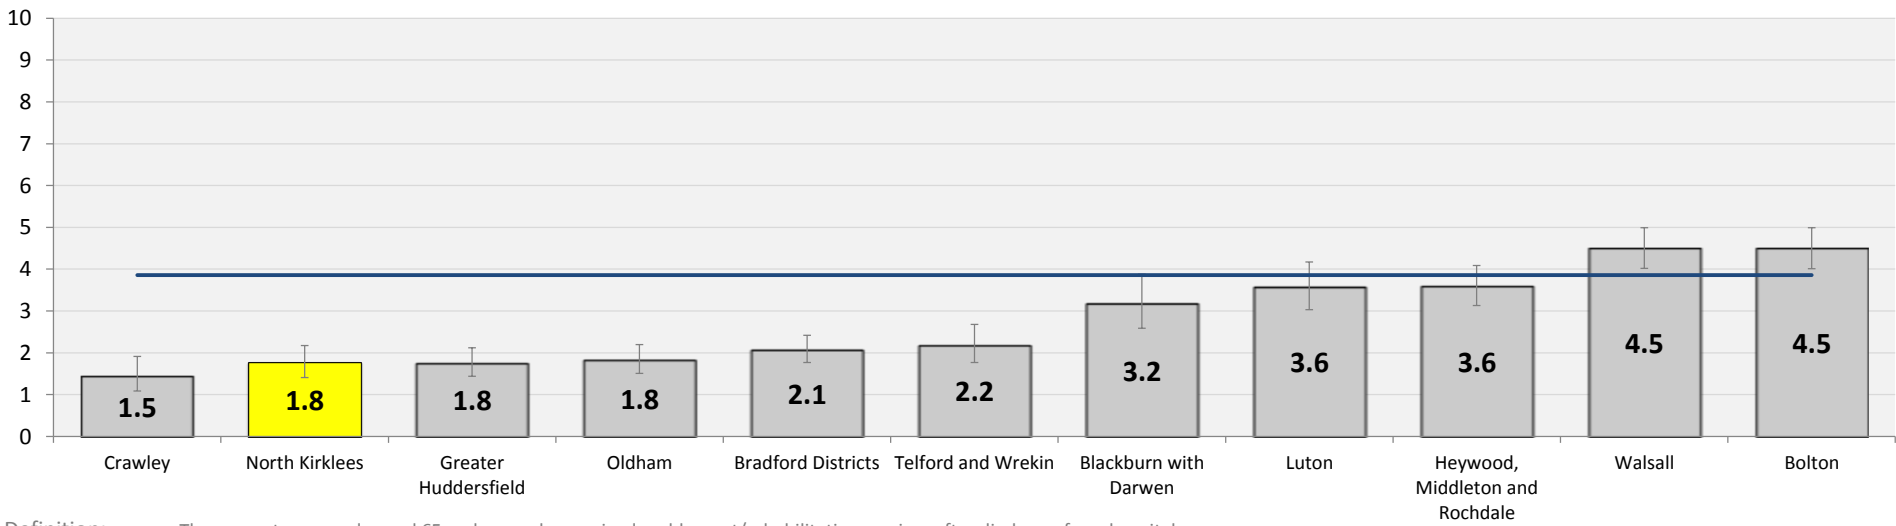 10
9
8
7
6
5
4
3
2
1
0
1.5
1.8
1.8
1.8
2.1
2.2
3.2
3.6
3.6
4.5
4.5
Crawley
North Kirklees
Greater
Huddersfield
Oldham
Bradford Districts
Telford and Wrekin
Blackburn with
Darwen
Luton
Heywood,
Middleton and
Rochdale
Walsall
Bolton